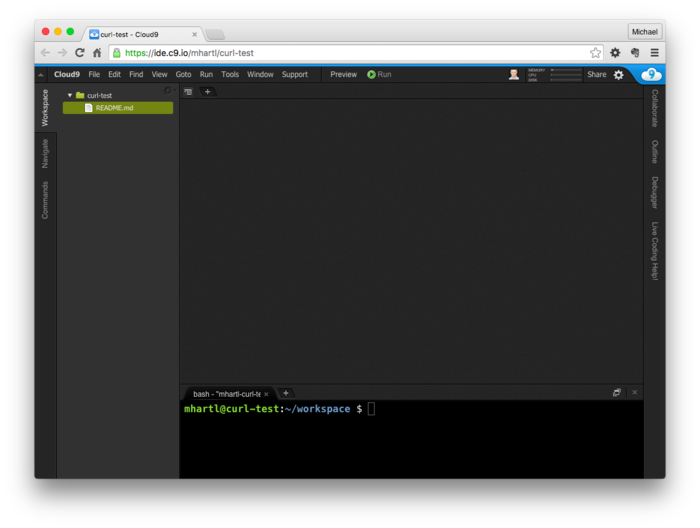 curl-test - Cloud9
Michael
https://ide.c9.io/mhartl/curl-test
Cloud9 File Edit Find View Goto Run Tools Window Support Preview Run MEMORY CPU DISK Share
Workspace
Navigate
Commands
curl-test
README.md
Collaborate
Outline
Debugger
Live Coding Help!
bash - "mhartl-curl-te
mhartl@curl-test:~/workspace $